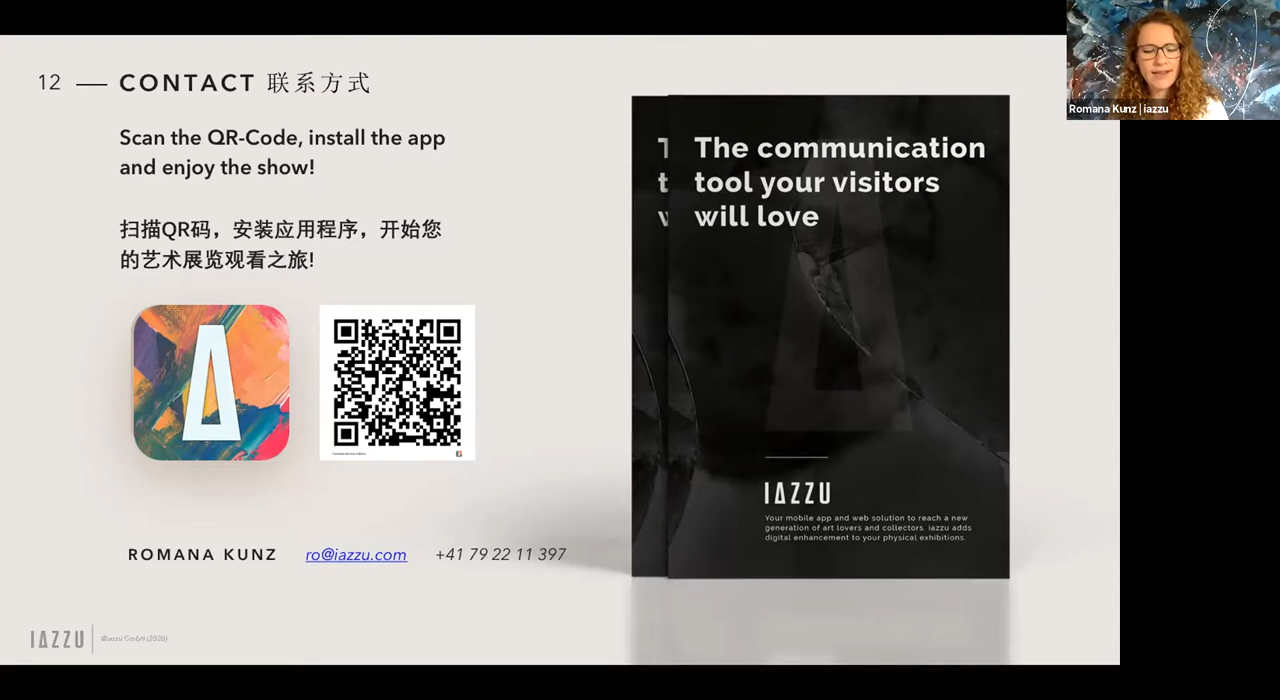 12 — CONTACT 联系方式
Scan the QR-Code, install the app
and enjoy the show!
扫描QR码，安装应用程序，开始您
的艺术展览观看之旅!
ROMANA KUNZ ro@iazzu.com +41 79 22 11 397
IAZZU
T
t
v
The communication
tool your visitors
will love
IAZZU
Your mobile app and web solution to reach a new
generation of art lovers and collectors. iazzu adds
digital enhancement to your physical exhibitions.
Romana Kunz | iazzu